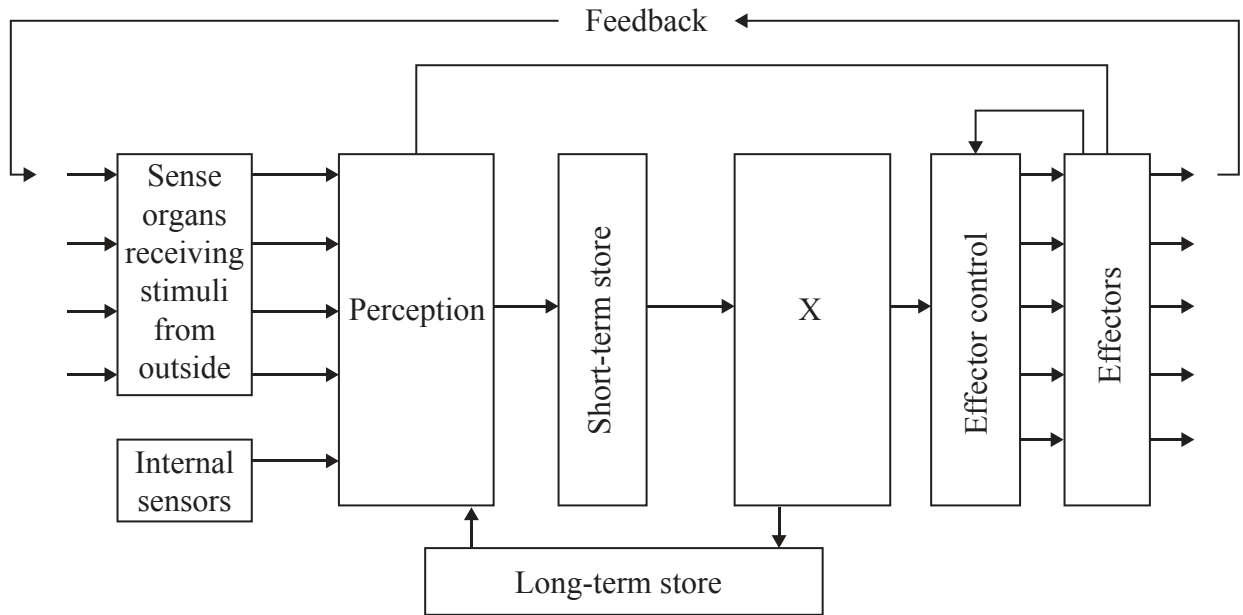 Feedback
Sense
organs
receiving
stimuli
from
outside
Internal
sensors
Perception
Short-term store
X
Effector control
Effectors
Long-term store